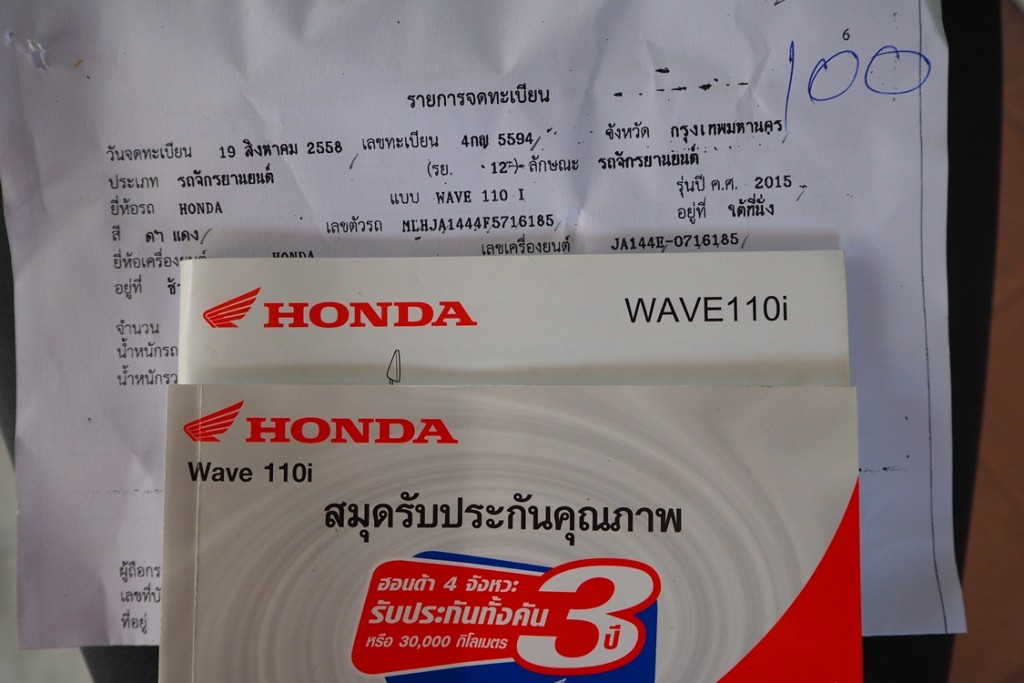 6
100
รายการจดทะเบียน
วันจดทะเบียน 19 สิงหาคม 2558 เลขทะเบียน 4กญ 5594 จังหวัด กรุงเทพมหานคร
ประเภท รถจักรยานยนต์ (รย. 12) ลักษณะ รถจักรยานยนต์
ยี่ห้อรถ HONDA แบบ WAVE 110 I รุ่นปี ค.ศ. 2015
สี ดำ แดง เลขตัวรถ MLHJA1444F5716185 อยู่ที่ ใต้ที่นั่ง
ยี่ห้อเครื่องยนต์ HONDA เลขเครื่องยนต์ JA144E-0716185
อยู่ที่
จำนวน
น้ำหนักรถ
น้ำหนักรว
HONDA WAVE110i
HONDA
Wave 110i
สมุดรับประกันคุณภาพ
ฮอนด้า 4 จังหวะ
รับประกันทั้งคัน
หรือ 30,000 กิโลเมตร
3 ปี
ผู้ถือกร
เลขที่บั
ที่อยู่